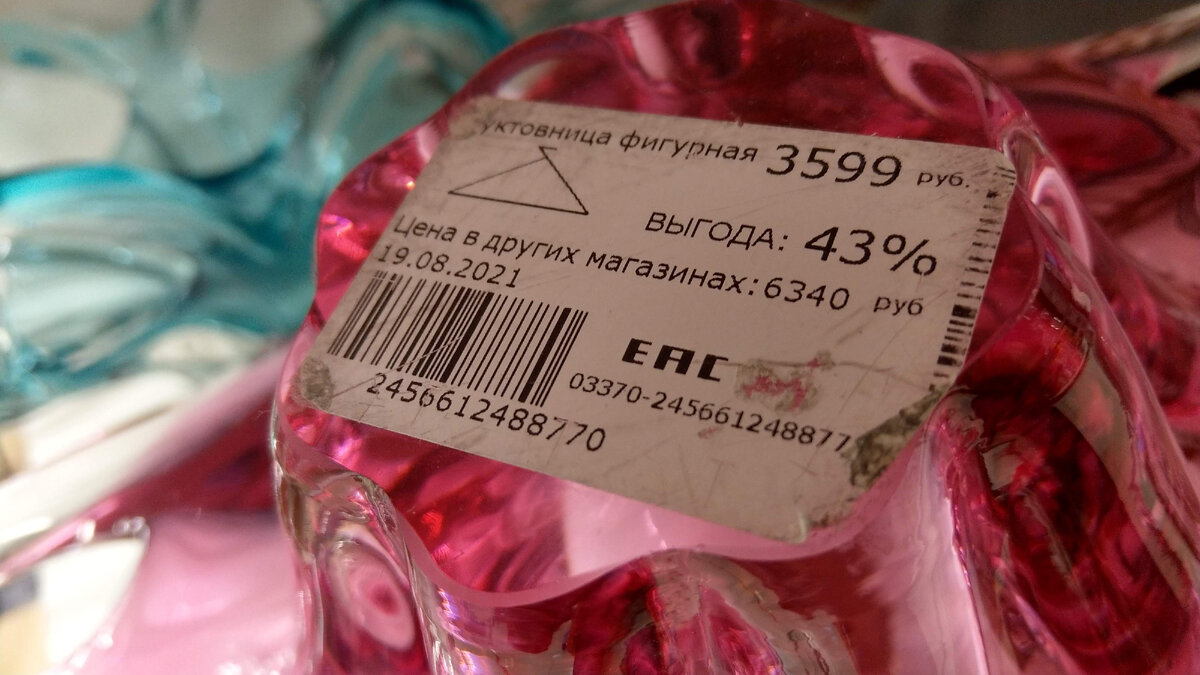 уктовница фигурная 3599 руб.
ВЫГОДА: 43%
Цена в других магазинах: 6340 руб
19.08.2021
2456612488770
EAC
03370-245661248877